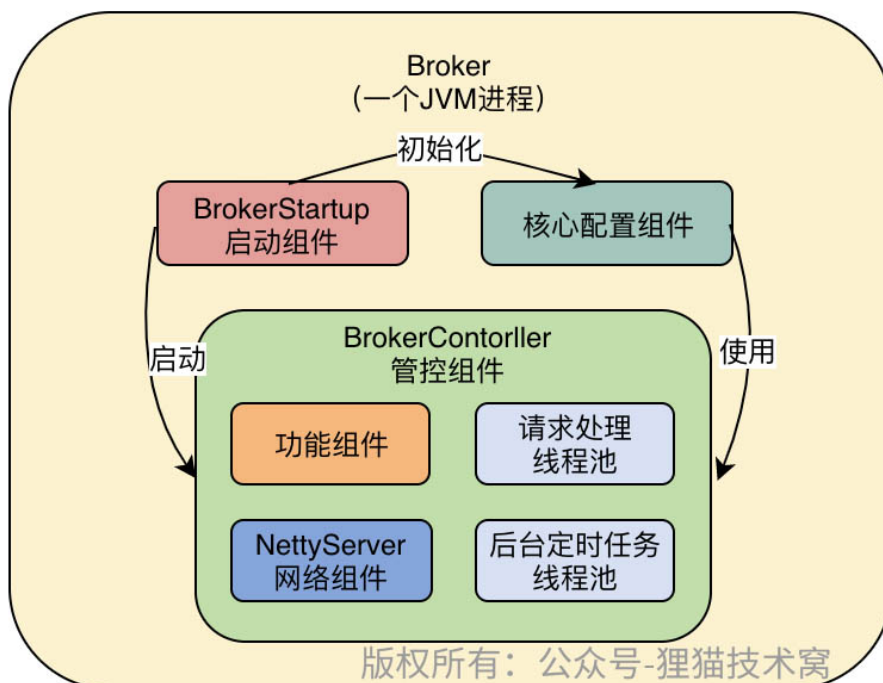 Broker
（一个JVM进程）
初始化
BrokerStartup
启动组件
核心配置组件
BrokerContorller
管控组件
启动
使用
功能组件
请求处理
线程池
NettyServer
网络组件
后台定时任务
线程池
版权所有：公众号-狸猫技术窝